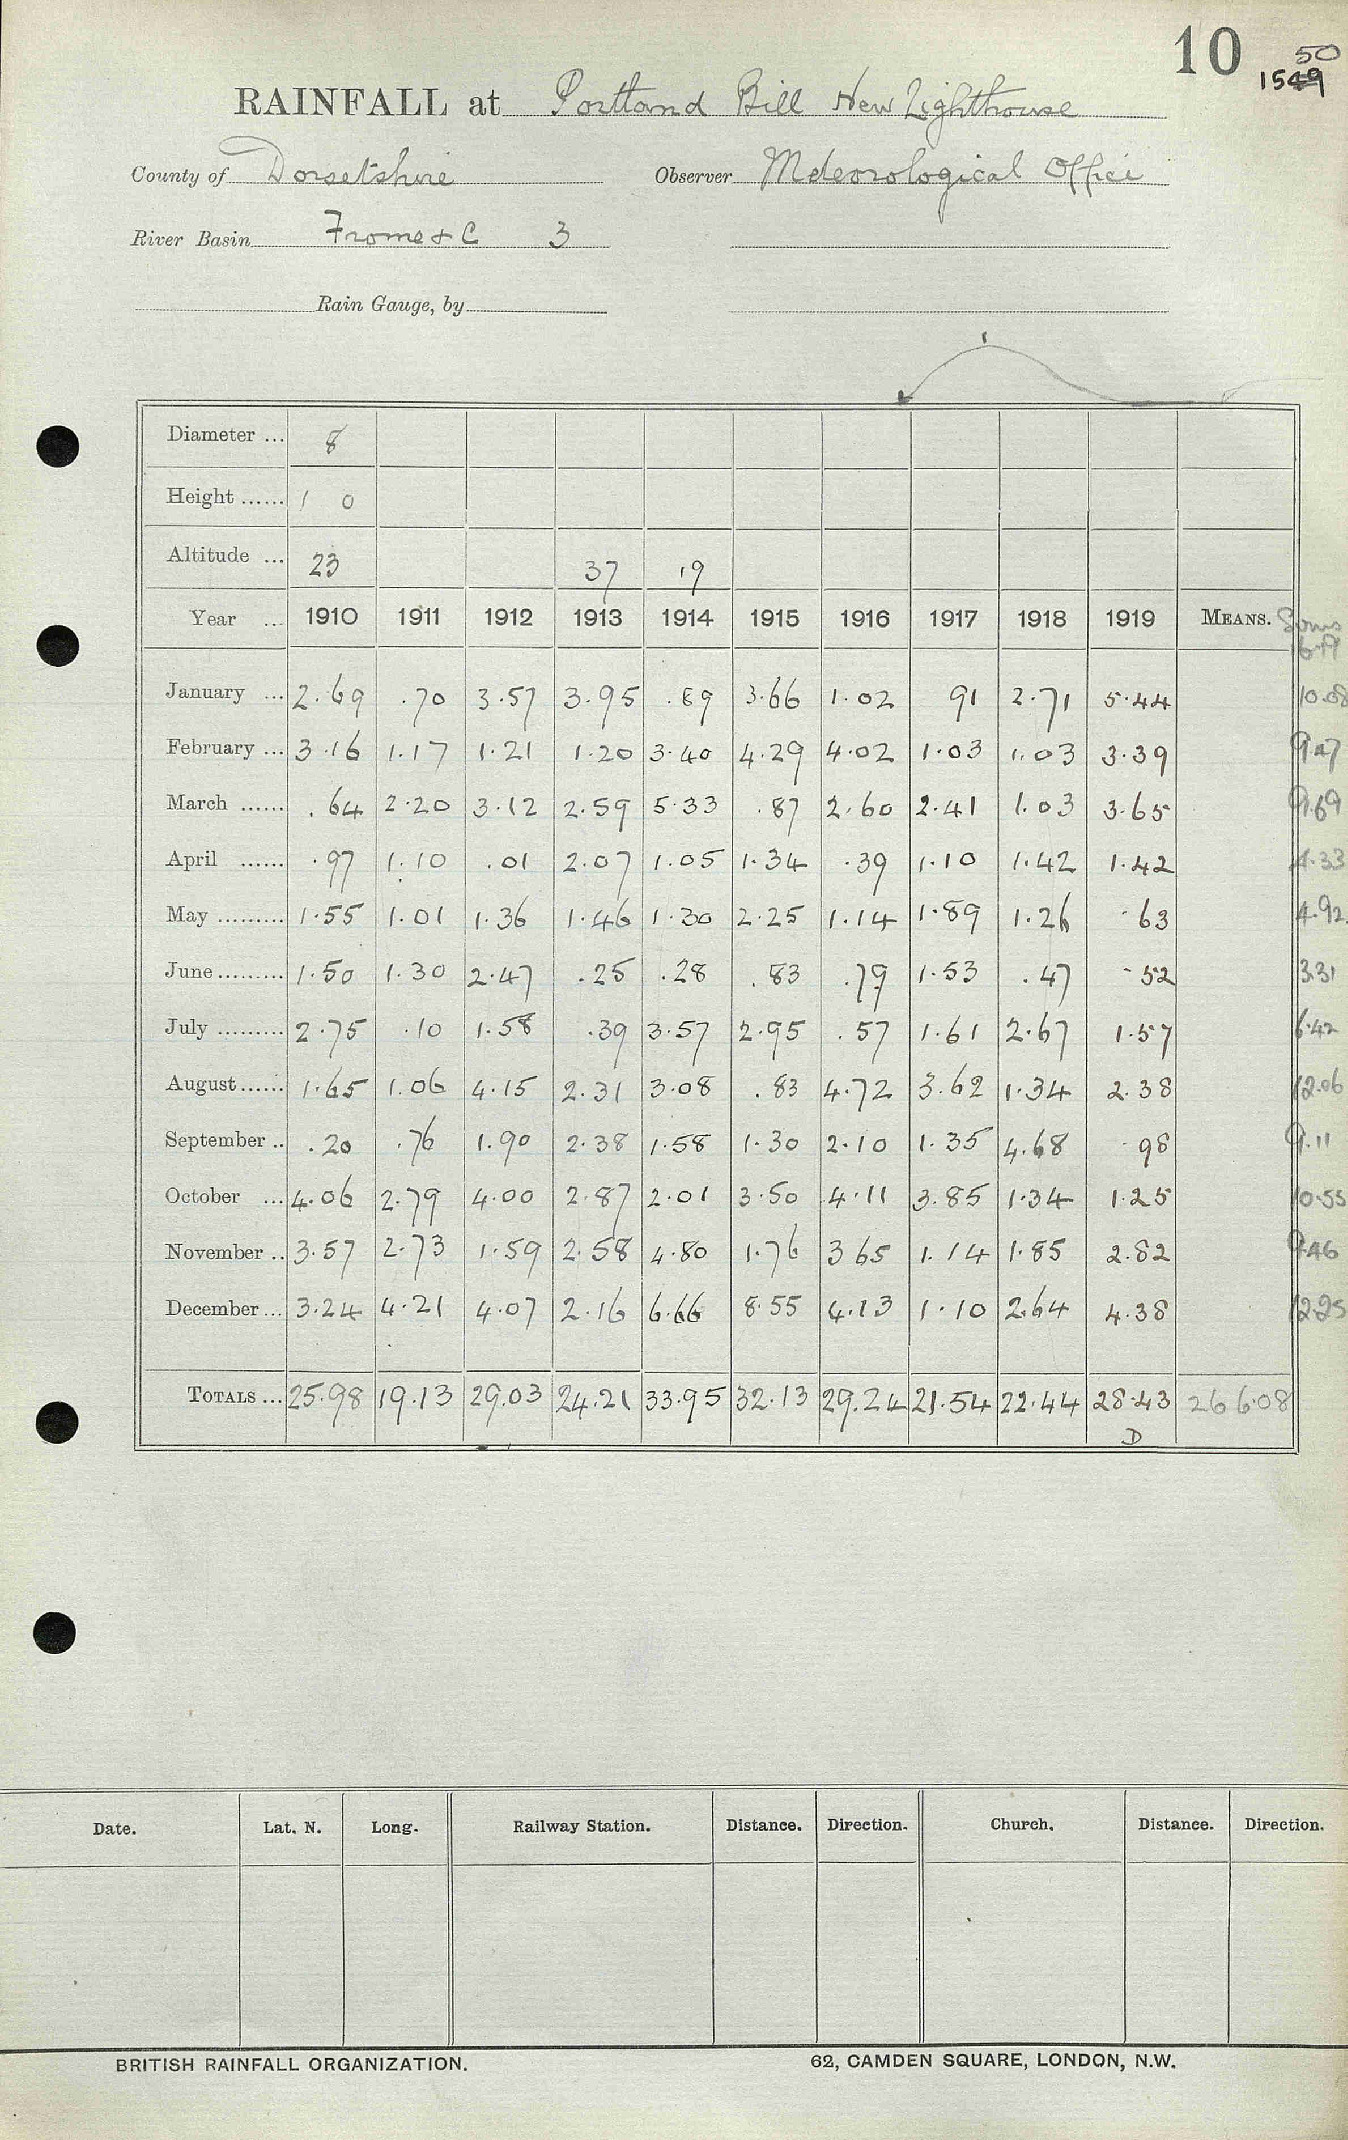 10 50
1549
RAINFALL at Portland Bill New Lighthouse
County of Dorsetshire Observer Meteorological Office
River Basin Frome & C 3
Rain Gauge, by
Diameter ... 8
Height ...... 1 0
Altitude ... 23 37 19
Year ... 1910 1911 1912 1913 1914 1915 1916 1917 1918 1919 MEANS. Sums
16-19
January ... 2.69 .70 3.57 3.95 .89 3.66 1.02 91 2.71 5.44 10.08
February ... 3.16 1.17 1.21 1.20 3.40 4.29 4.02 1.03 1.03 3.39 9.47
March ...... .64 2.20 3.12 2.59 5.33 .87 2.60 2.41 1.03 3.65 9.69
April ...... .97 1.10 .01 2.07 1.05 1.34 .39 1.10 1.42 1.42 4.33
May ......... 1.55 1.01 1.36 1.46 1.30 2.25 1.14 1.89 1.26 .63 4.92
June ......... 1.50 1.30 2.47 .25 .28 .83 .79 1.53 .47 .52 3.31
July ......... 2.75 .10 1.58 .39 3.57 2.95 .57 1.61 2.67 1.57 6.42
August ...... 1.65 1.06 4.15 2.31 3.08 .83 4.72 3.62 1.34 2.38 12.06
September .. .20 .76 1.90 2.38 1.58 1.30 2.10 1.35 4.68 98 9.11
October ... 4.06 2.79 4.00 2.87 2.01 3.50 4.11 3.85 1.34 1.25 10.55
November .. 3.57 2.73 1.59 2.58 4.80 1.76 3 65 1.14 1.85 2.82 9.46
December ... 3.24 4.21 4.07 2.16 6.66 8.55 4.13 1.10 2.64 4.38 12.25
TOTALS ... 25.98 19.13 29.03 24.21 33.95 32.13 29.24 21.54 22.44 28.43 266.08
D
Date. Lat. N. Long. Railway Station. Distance. Direction. Church. Distance. Direction.
BRITISH RAINFALL ORGANIZATION. 62, CAMDEN SQUARE, LONDON, N.W.